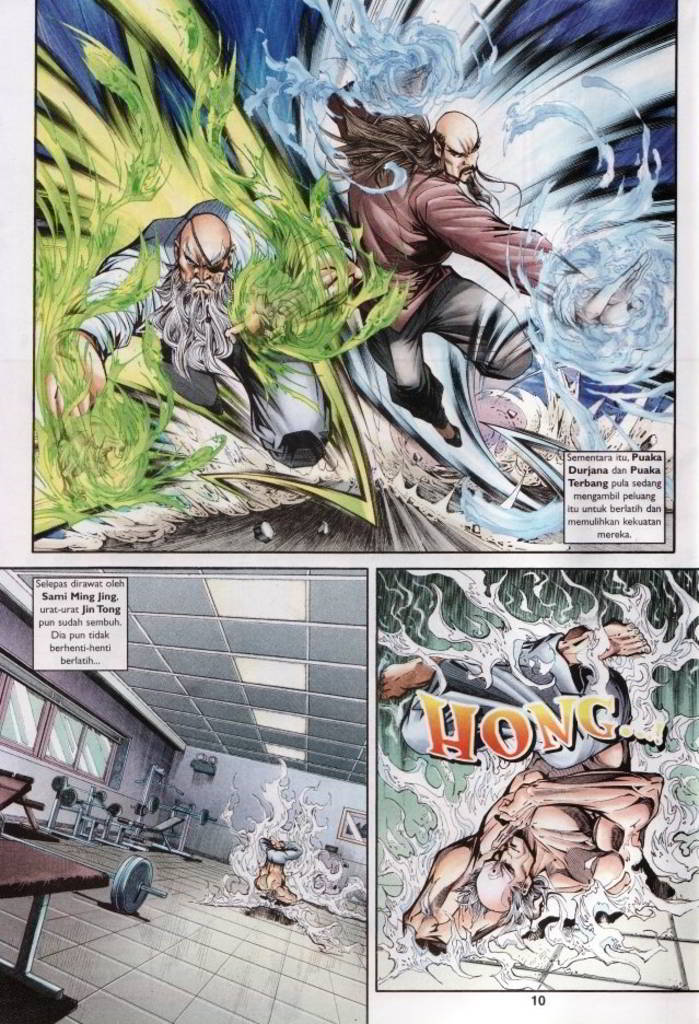 Sementara itu, Puaka
Durjana dan Puaka
Terbang pula sedang
mengambil peluang
itu untuk berlatih dan
memulihkan kekuatan
mereka.
Selepas dirawat oleh
Sami Ming Jing,
urat-urat Jin Tong
pun sudah sembuh.
Dia pun tidak
berhenti-henti
berlatih...
HONG...
10